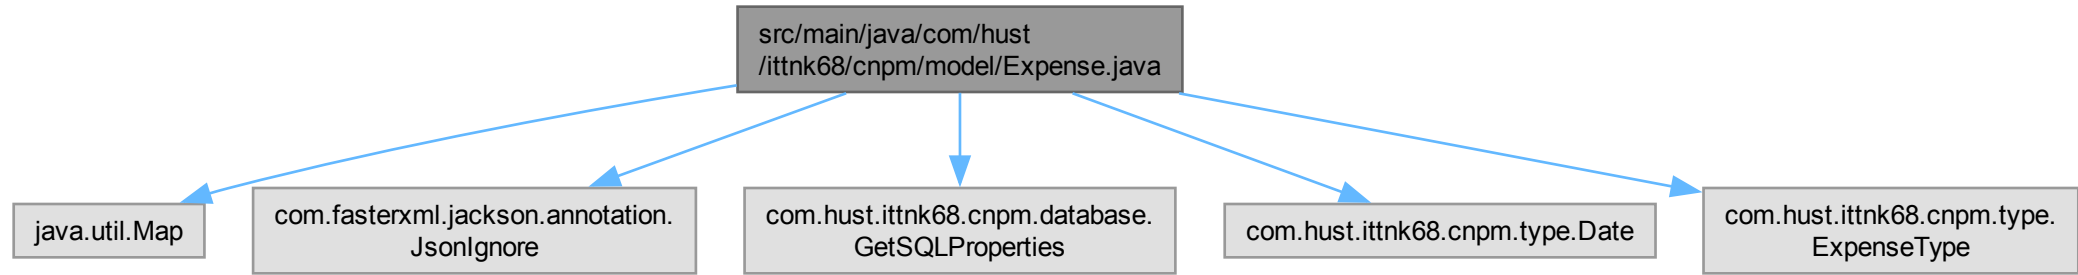 src/main/java/com/hust
/ittnk68/cnpm/model/Expense.java
java.util.Map
com.fasterxml.jackson.annotation.
JsonIgnore
com.hust.ittnk68.cnpm.database.
GetSQLProperties
com.hust.ittnk68.cnpm.type.Date
com.hust.ittnk68.cnpm.type.
ExpenseType